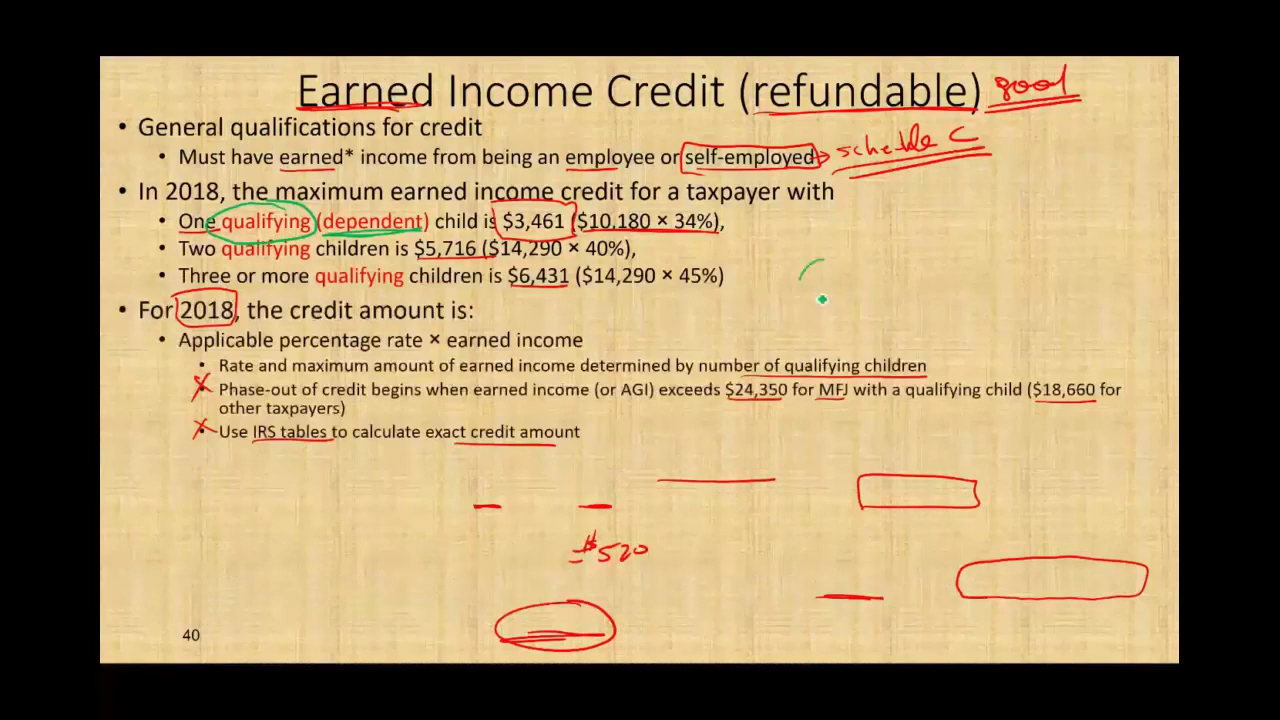 Earned Income Credit (refundable) good
• General qualifications for credit
• Must have earned* income from being an employee or self-employed schedule C
• In 2018, the maximum earned income credit for a taxpayer with
• One qualifying (dependent) child is $3,461 ($10,180 × 34%),
• Two qualifying children is $5,716 ($14,290 × 40%),
• Three or more qualifying children is $6,431 ($14,290 × 45%)
• For 2018, the credit amount is:
• Applicable percentage rate × earned income
• Rate and maximum amount of earned income determined by number of qualifying children
• Phase-out of credit begins when earned income (or AGI) exceeds $24,350 for MFJ with a qualifying child ($18,660 for
other taxpayers)
• Use IRS tables to calculate exact credit amount
$520
40